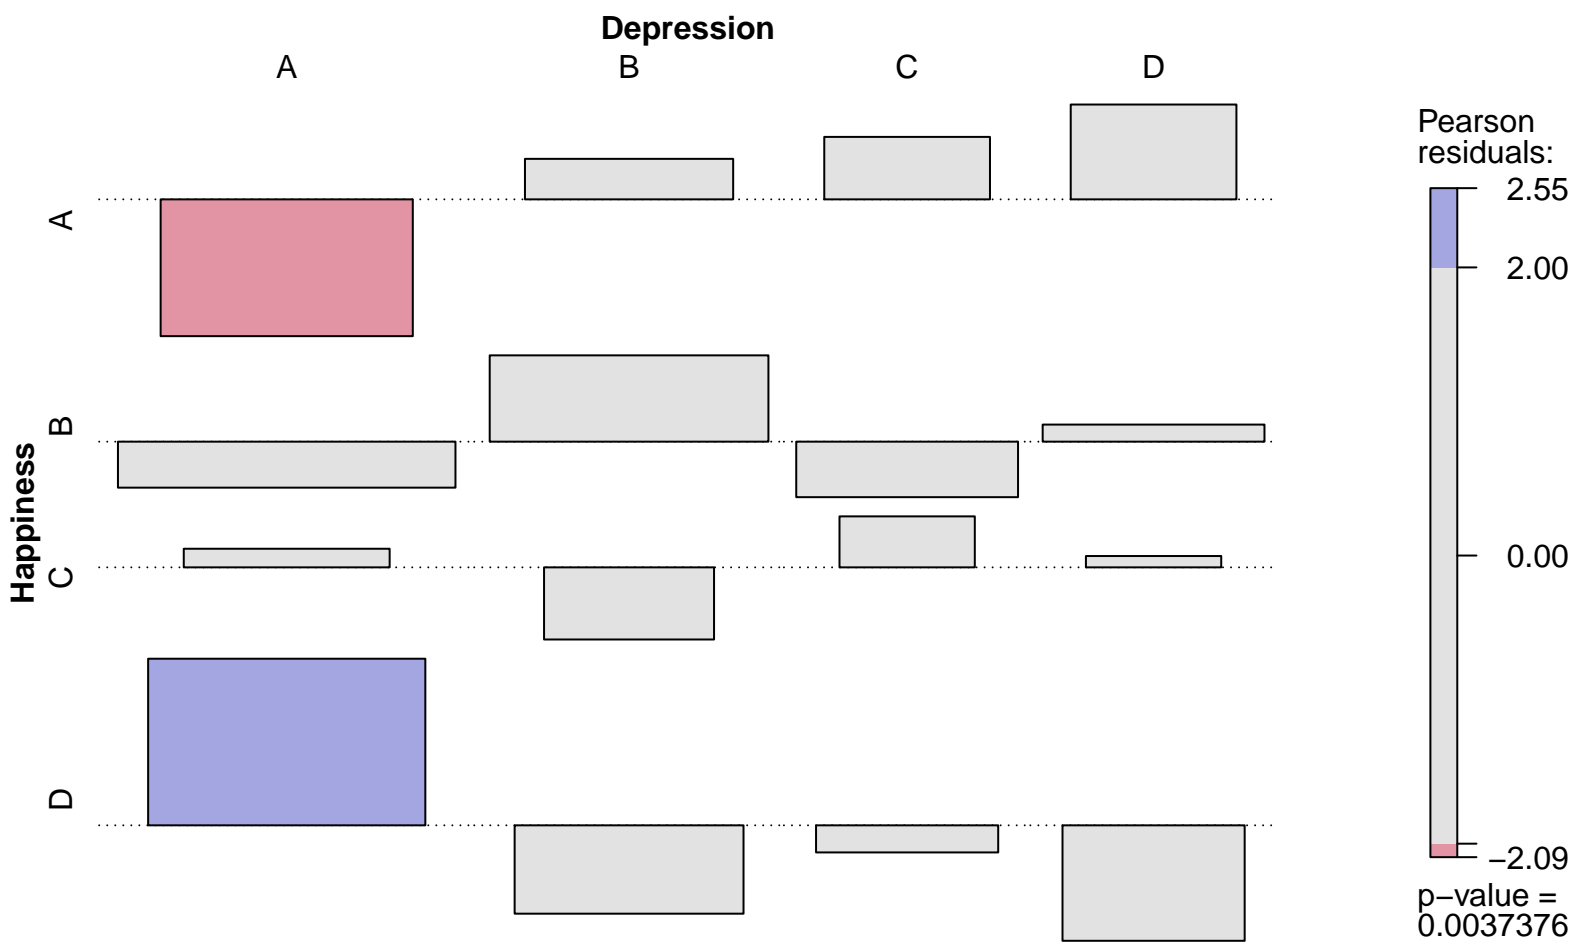 Depression
A B C D
Happiness
A
B
C
D
Pearson
residuals:
2.55
2.00
0.00
−2.09
p−value =
0.0037376